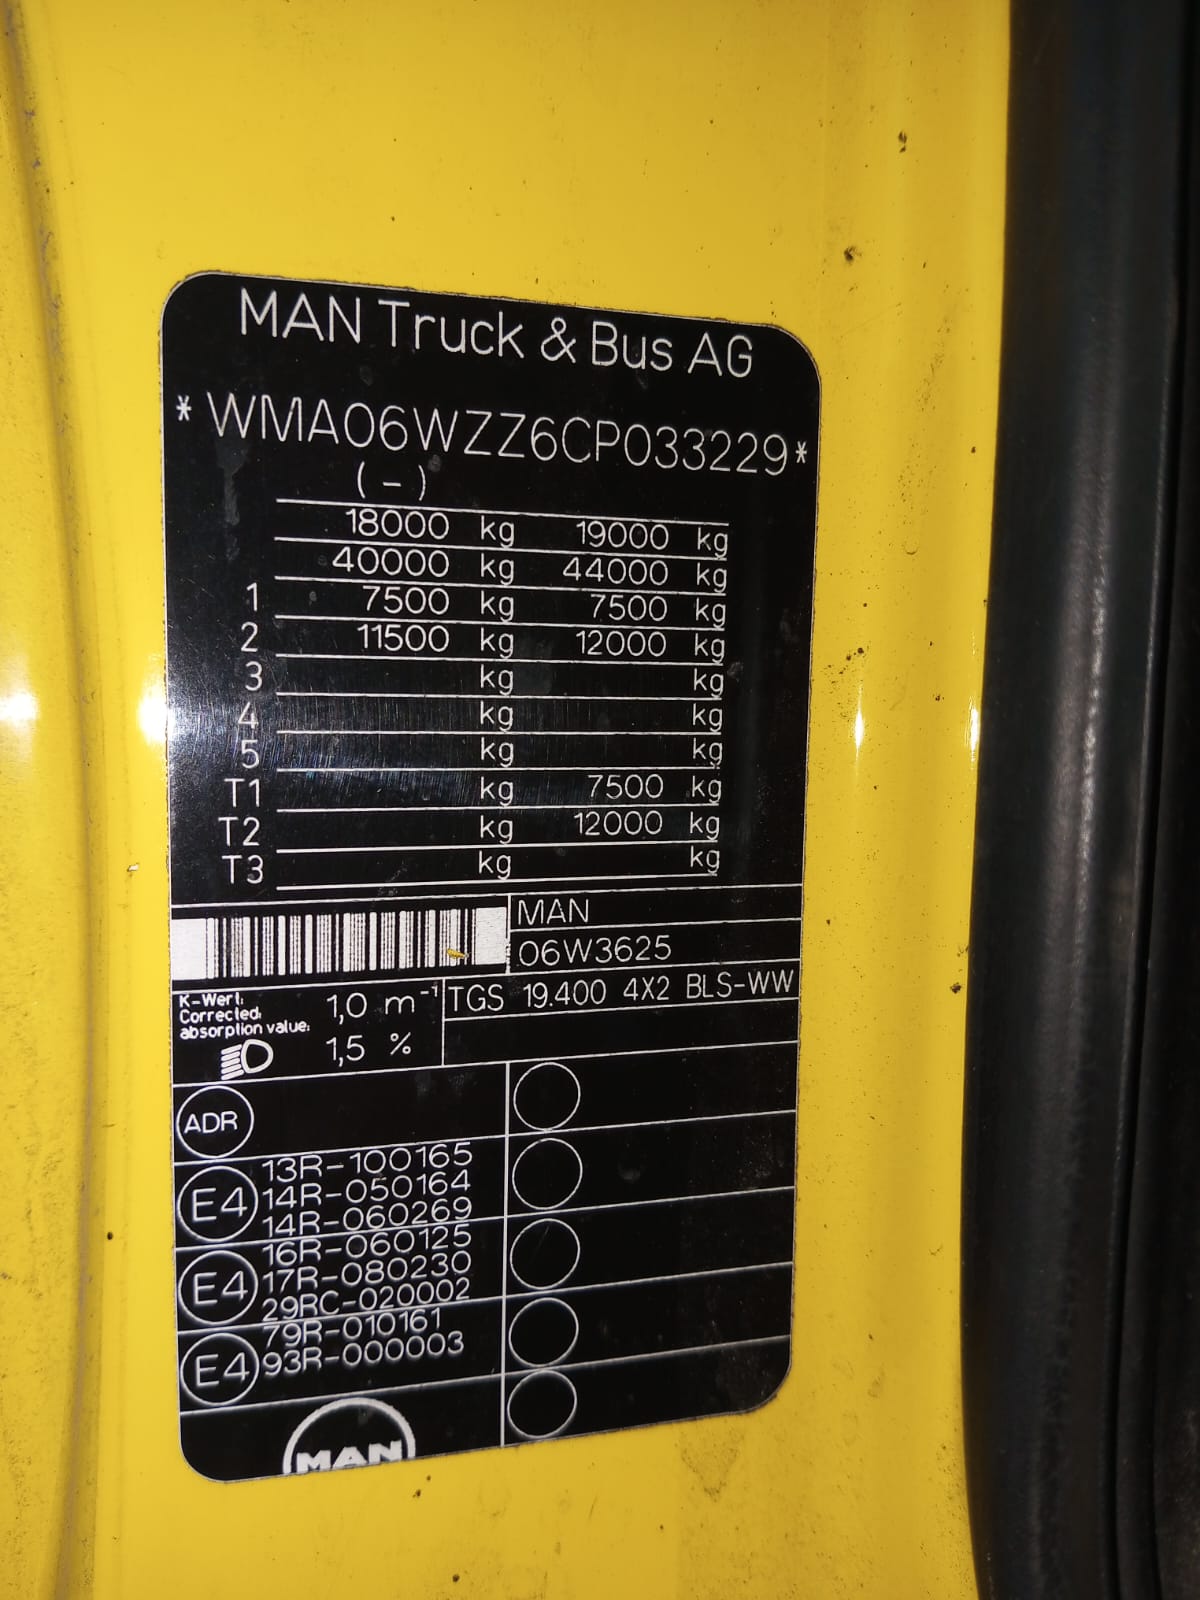 MAN Truck & Bus AG
*WMA06WZZ6CP033229*
(-)
18000 kg 19000 kg
40000 kg 44000 kg
1 7500 kg 7500 kg
2 11500 kg 12000 kg
3 kg kg
4 kg kg
5 kg kg
T1 kg 7500 kg
T2 kg 12000 kg
T3 kg kg
MAN
06W3625
K-Wert:
Corrected
absorption value:
1,0 m⁻¹
TGS 19.400 4X2 BLS-WW
1,5 %
ADR
13R-100165
E4 14R-050164
14R-060269
16R-060125
E4 17R-080230
29RC-020002
79R-010161
E4 93R-000003
MAN